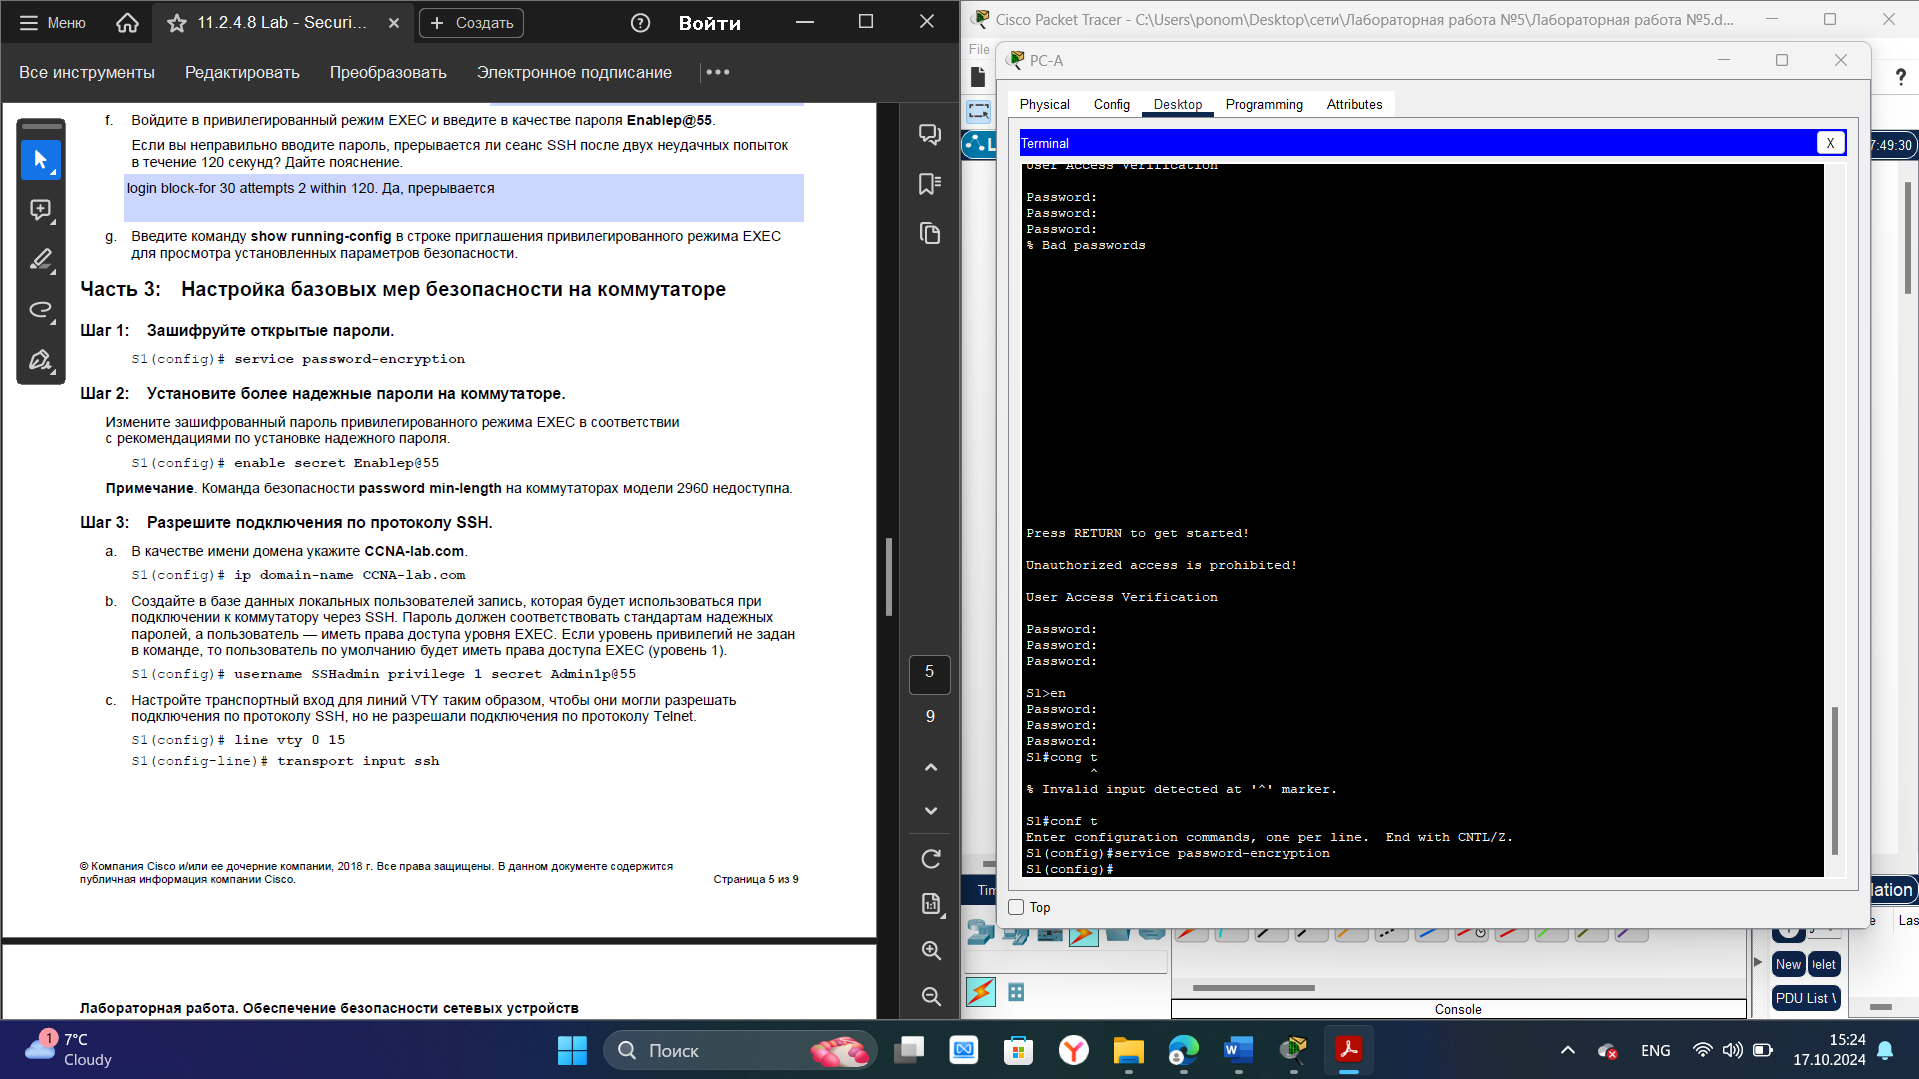 Меню
11.2.4.8 Lab - Securi...
Создать
Войти
Все инструменты
Редактировать
Преобразовать
Электронное подписание
f. Войдите в привилегированный режим EXEC и введите в качестве пароля Enablep@55.
Если вы неправильно вводите пароль, прерывается ли сеанс SSH после двух неудачных попыток
в течение 120 секунд? Дайте пояснение.
login block-for 30 attempts 2 within 120. Да, прерывается
g. Введите команду show running-config в строке приглашения привилегированного режима EXEC
для просмотра установленных параметров безопасности.
Часть 3: Настройка базовых мер безопасности на коммутаторе
Шаг 1: Зашифруйте открытые пароли.
S1(config)# service password-encryption
Шаг 2: Установите более надежные пароли на коммутаторе.
Измените зашифрованный пароль привилегированного режима EXEC в соответствии
с рекомендациями по установке надежного пароля.
S1(config)# enable secret Enablep@55
Примечание. Команда безопасности password min-length на коммутаторах модели 2960 недоступна.
Шаг 3: Разрешите подключения по протоколу SSH.
a. В качестве имени домена укажите CCNA-lab.com.
S1(config)# ip domain-name CCNA-lab.com
b. Создайте в базе данных локальных пользователей запись, которая будет использоваться при
подключении к коммутатору через SSH. Пароль должен соответствовать стандартам надежных
паролей, а пользователь — иметь права доступа уровня EXEC. Если уровень привилегий не задан
в команде, то пользователь по умолчанию будет иметь права доступа EXEC (уровень 1).
S1(config)# username SSHadmin privilege 1 secret Admin1p@55
c. Настройте транспортный вход для линий VTY таким образом, чтобы они могли разрешать
подключения по протоколу SSH, но не разрешали подключения по протоколу Telnet.
S1(config)# line vty 0 15
S1(config-line)# transport input ssh
© Компания Cisco и/или ее дочерние компании, 2018 г. Все права защищены. В данном документе содержится
публичная информация компании Cisco. Страница 5 из 9
Лабораторная работа. Обеспечение безопасности сетевых устройств
5
9
1:1
Cisco Packet Tracer - C:\Users\ponom\Desktop\сети\Лабораторная работа №5\Лабораторная работа №5.d...
File
PC-A
Physical
Config
Desktop
Programming
Attributes
Terminal
X
User Access Verification
Password:
Password:
Password:
% Bad passwords
Press RETURN to get started!
Unauthorized access is prohibited!
User Access Verification
Password:
Password:
Password:
S1>en
Password:
Password:
Password:
S1#cong t
^
% Invalid input detected at '^' marker.
S1#conf t
Enter configuration commands, one per line. End with CNTL/Z.
S1(config)#service password-encryption
S1(config)#
Top
L
7:49:30
Tim
lation
e
Las
New
elet
PDU List \
Console
1
7°C
Cloudy
Поиск
ENG
15:24
17.10.2024